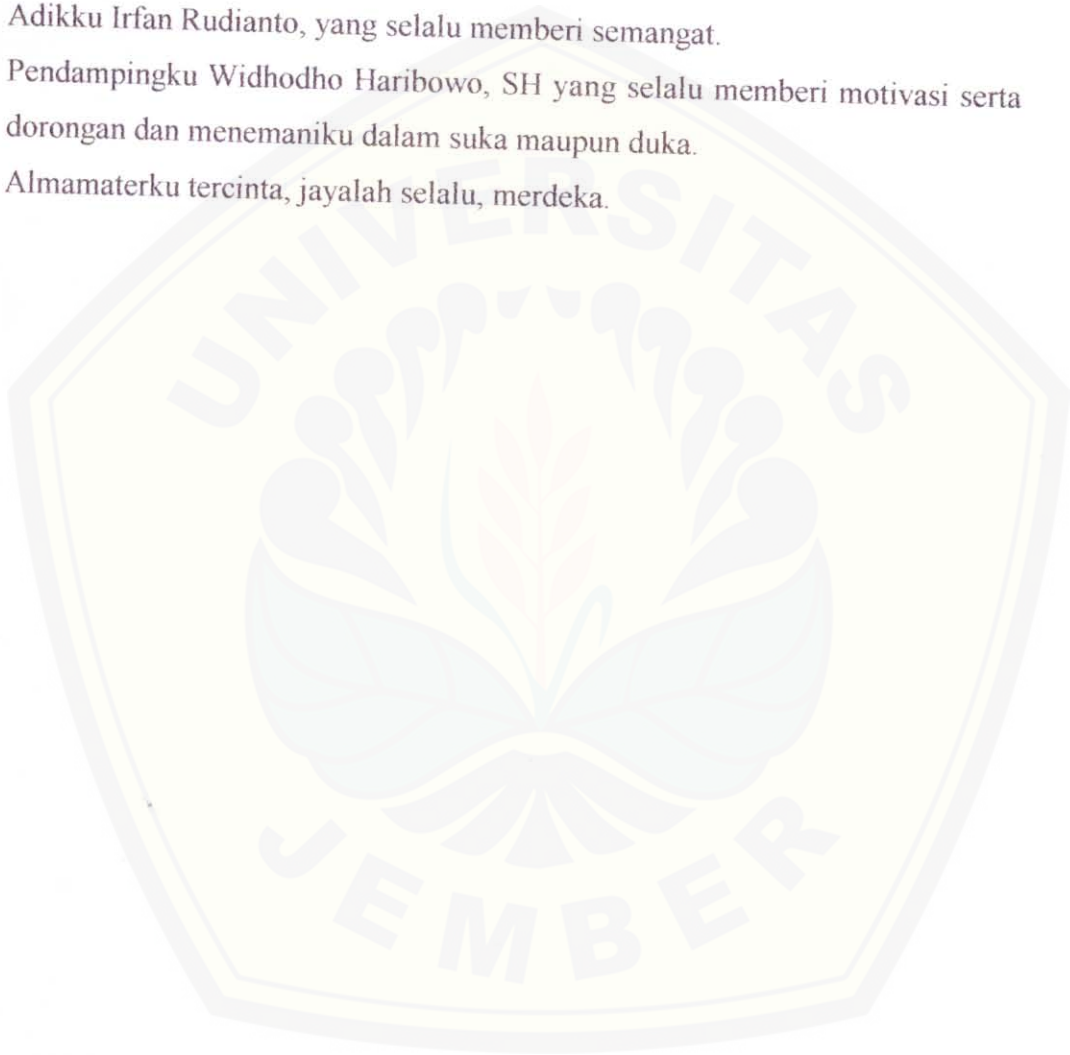 Adikku Irfan Rudianto, yang selalu memberi semangat.
Pendampingku Widhodho Haribowo, SH yang selalu memberi motivasi serta
dorongan dan menemaniku dalam suka maupun duka.
Almamaterku tercinta, jayalah selalu, merdeka.
UNIVERSITAS
JEMBER